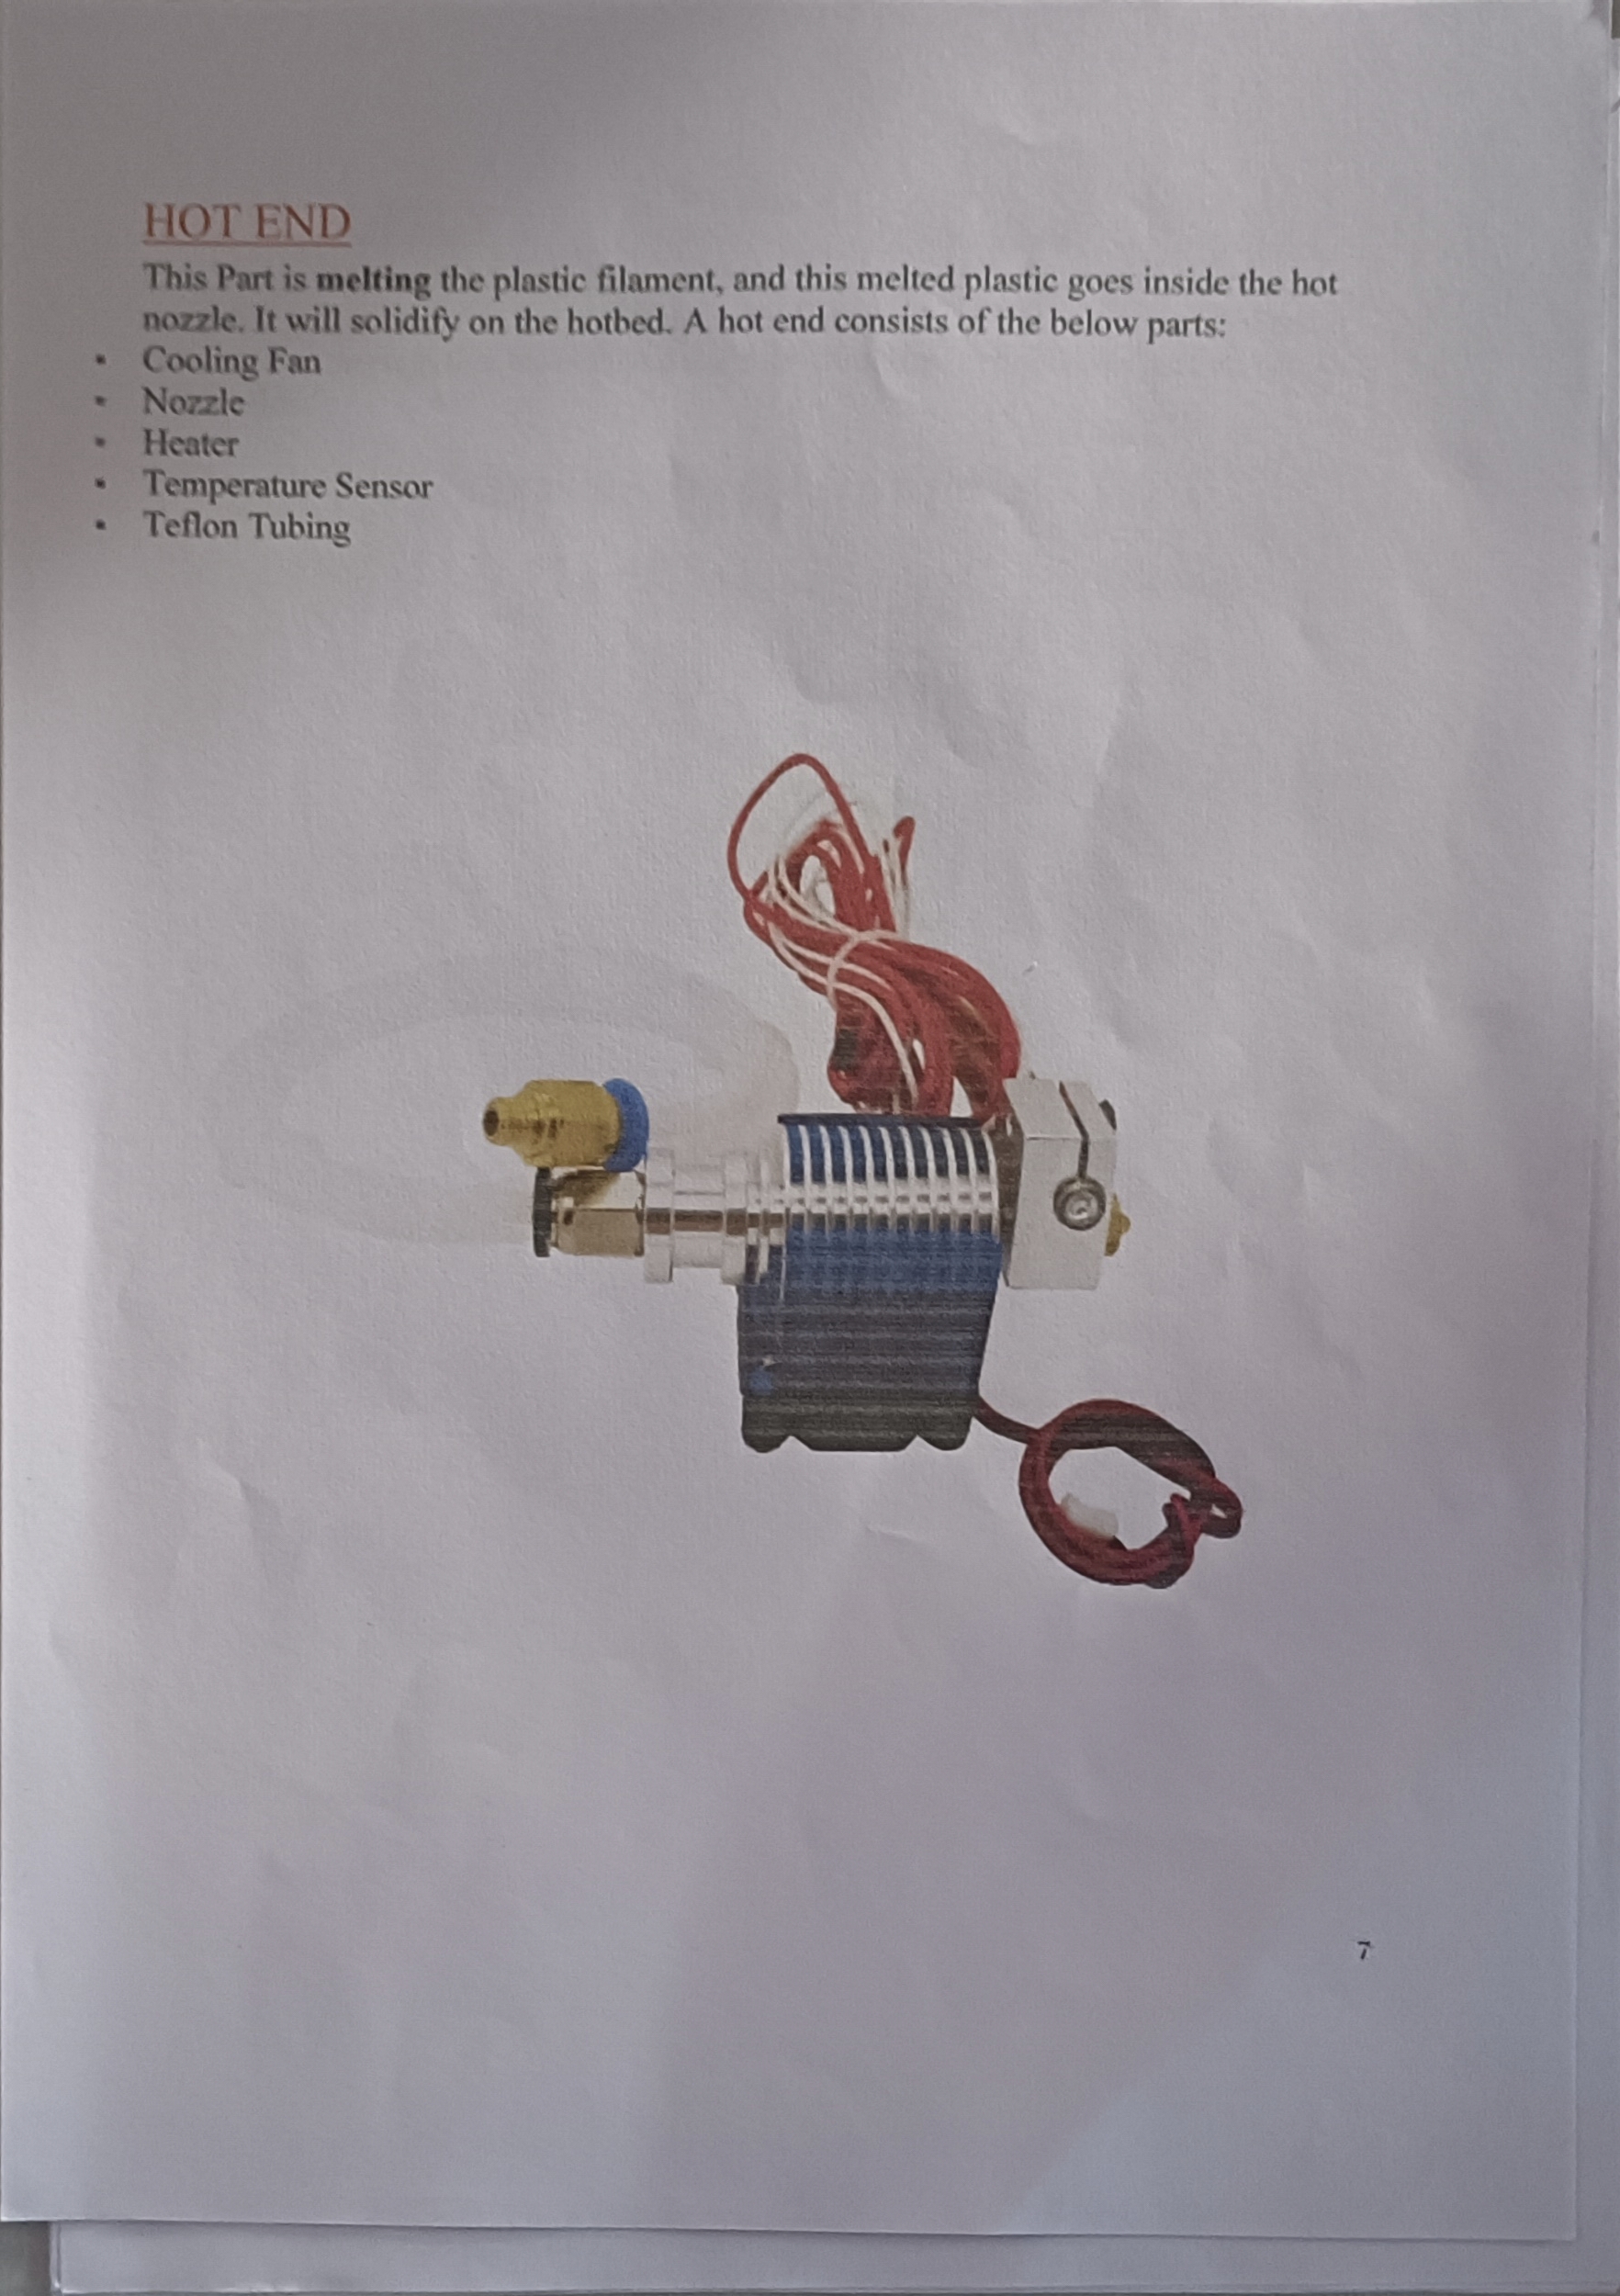 HOT END
This Part is melting the plastic filament, and this melted plastic goes inside the hot
nozzle. It will solidify on the hotbed. A hot end consists of the below parts:
▪ Cooling Fan
▪ Nozzle
▪ Heater
▪ Temperature Sensor
▪ Teflon Tubing
7